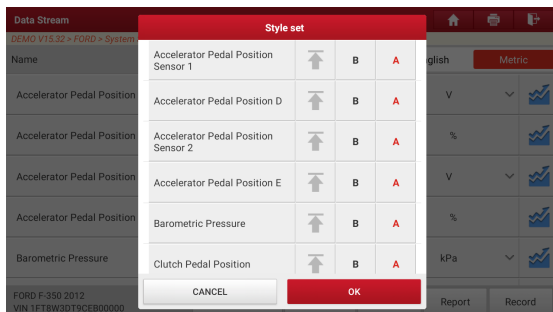 Data Stream
Style set
DEMO V15.32 > FORD > System
Name
glish
Metric
Accelerator Pedal Position
Sensor 1
B
A
Accelerator Pedal Position
V
Accelerator Pedal Position D
B
A
Accelerator Pedal Position
%
Accelerator Pedal Position
Sensor 2
B
A
Accelerator Pedal Position
V
Accelerator Pedal Position E
B
A
Accelerator Pedal Position
%
Barometric Pressure
B
A
Barometric Pressure
kPa
Clutch Pedal Position
B
A
CANCEL
OK
FORD F-350 2012
VIN 1FT8W3DT9CEB00000
Report
Record